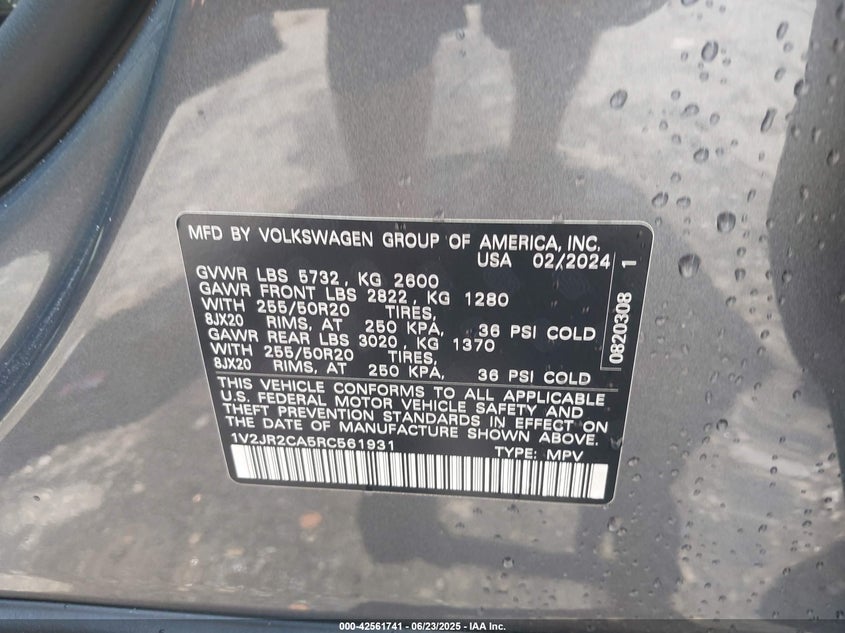 MFD BY VOLKSWAGEN GROUP OF AMERICA, INC.
USA 02/2024
GVWR LBS 5732, KG 2600
GAWR FRONT LBS 2822, KG 1280
WITH 255/50R20 TIRES,
8JX20 RIMS, AT 250 KPA, 36 PSI COLD
GAWR REAR LBS 3020, KG 1370
WITH 255/50R20 TIRES,
8JX20 RIMS, AT 250 KPA, 36 PSI COLD
THIS VEHICLE CONFORMS TO ALL APPLICABLE
U.S. FEDERAL MOTOR VEHICLE SAFETY AND
THEFT PREVENTION STANDARDS IN EFFECT ON
THE DATE OF MANUFACTURE SHOWN ABOVE.
1V2JR2CA5RC561931
TYPE: MPV
0820308 1
000-42561741 - 06/23/2025 - IAA Inc.